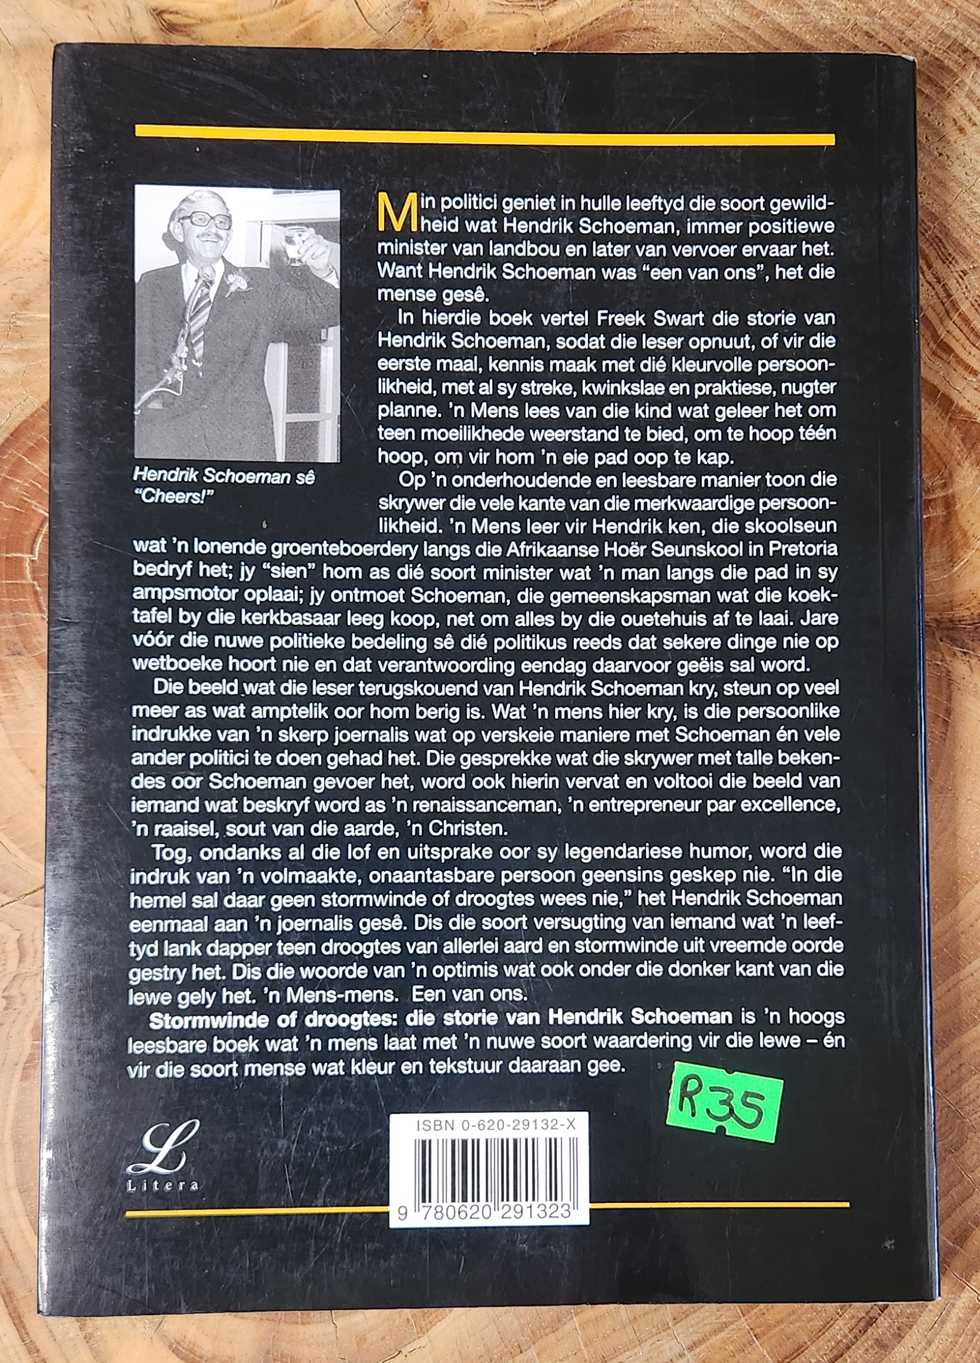 Min politici geniet in hulle leeftyd die soort gewild-
heid wat Hendrik Schoeman, immer positiewe
minister van landbou en later van vervoer ervaar het.
Want Hendrik Schoeman was “een van ons”, het die
mense gesê.
In hierdie boek vertel Freek Swart die storie van
Hendrik Schoeman, sodat die leser opnuut, of vir die
eerste maal, kennis maak met dié kleurvolle persoon-
likheid, met al sy streke, kwinkslae en praktiese, nugter
planne. ’n Mens lees van die kind wat geleer het om
teen moeilikhede weerstand te bied, om te hoop téén
hoop, om vir hom ’n eie pad oop te kap.
Hendrik Schoeman sê
“Cheers!”
Op ’n onderhoudende en leesbare manier toon die
skrywer die vele kante van die merkwaardige persoon-
likheid. ’n Mens leer vir Hendrik ken, die skoolseun
wat ’n lonende groenteboerdery langs die Afrikaanse Hoër Seunskool in Pretoria
bedryf het; jy “sien” hom as dié soort minister wat ’n man langs die pad in sy
ampsmotor oplaai; jy ontmoet Schoeman, die gemeenskapsman wat die koek-
tafel by die kerkbasaar leeg koop, net om alles by die ouetehuis af te laai. Jare
vóór die nuwe politieke bedeling sê dié politikus reeds dat sekere dinge nie op
wetboeke hoort nie en dat verantwoording eendag daarvoor geëis sal word.
Die beeld wat die leser terugskouend van Hendrik Schoeman kry, steun op veel
meer as wat amptelik oor hom berig is. Wat ’n mens hier kry, is die persoonlike
indrukke van ’n skerp joernalis wat op verskeie maniere met Schoeman én vele
ander politici te doen gehad het. Die gesprekke wat die skrywer met talle beken-
des oor Schoeman gevoer het, word ook hierin vervat en voltooi die beeld van
iemand wat beskryf word as ’n renaissanceman, ’n entrepreneur par excellence,
’n raaisel, sout van die aarde, ’n Christen.
Tog, ondanks al die lof en uitsprake oor sy legendariese humor, word die
indruk van ’n volmaakte, onaantasbare persoon geensins geskep nie. “In die
hemel sal daar geen stormwinde of droogtes wees nie,” het Hendrik Schoeman
eenmaal aan ’n joernalis gesê. Dis die soort versugting van iemand wat ’n leef-
tyd lank dapper teen droogtes van allerlei aard en stormwinde uit vreemde oorde
gestry het. Dis die woorde van ’n optimis wat ook onder die donker kant van die
lewe gely het. ’n Mens-mens. Een van ons.
Stormwinde of droogtes: die storie van Hendrik Schoeman is ’n hoogs
leesbare boek wat ’n mens laat met ’n nuwe soort waardering vir die lewe – én
vir die soort mense wat kleur en tekstuur daaraan gee.
R35
ISBN 0-620-29132-X
9 780620 291323
L
Litera